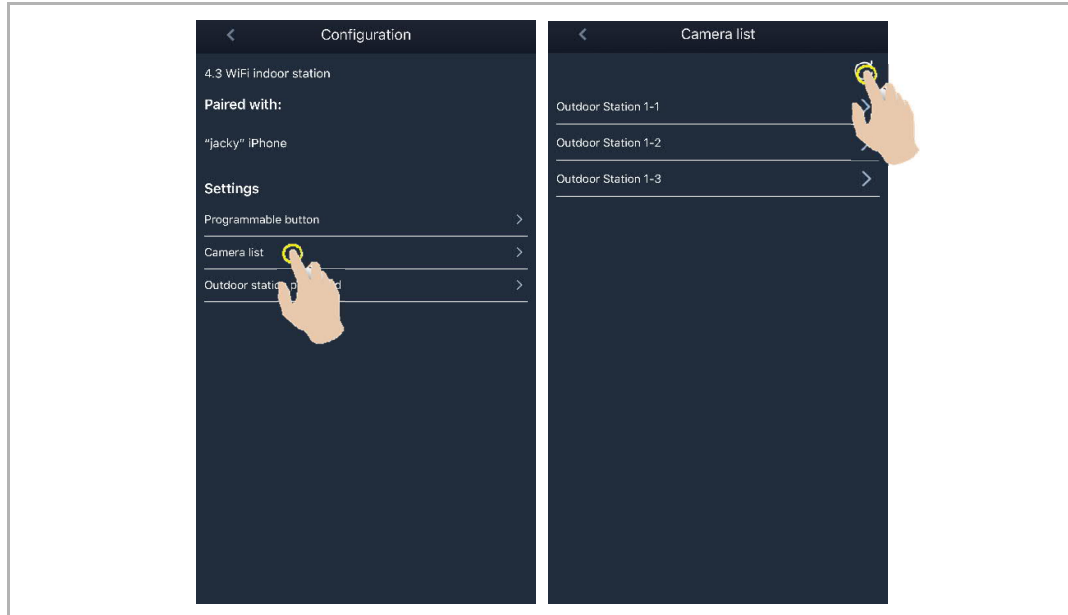 Configuration
4.3 WiFi indoor station
Paired with:
"jacky" iPhone
Settings
Programmable button
Camera list
Outdoor station
Camera list
Outdoor Station 1-1
Outdoor Station 1-2
Outdoor Station 1-3